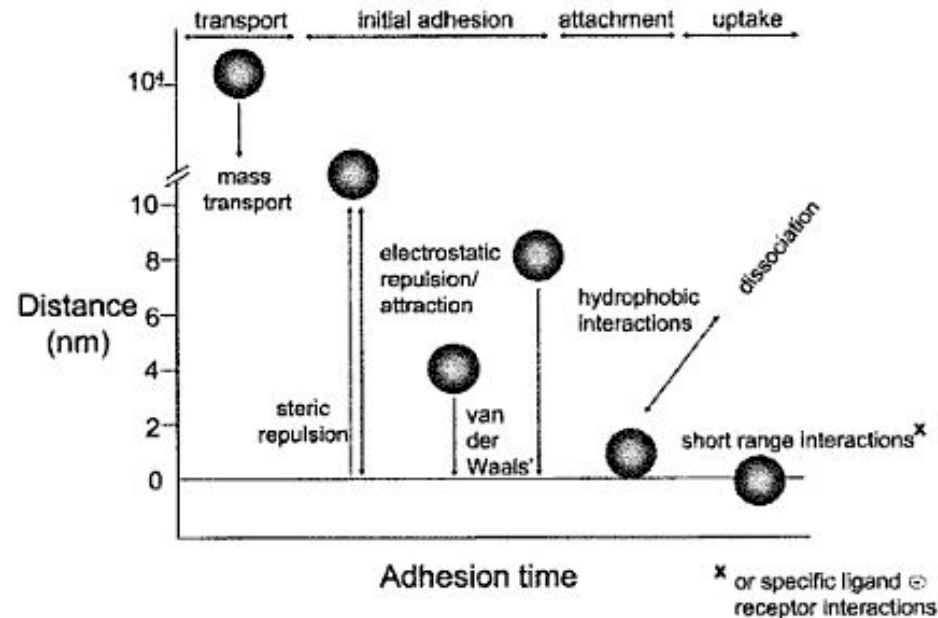 transport initial adhesion attachment uptake
10⁴
mass
transport
10
8
6
4
2
0
Distance
(nm)
steric
repulsion
electrostatic
repulsion/
attraction
van
der
Waals'
hydrophobic
interactions
dissociation
short range interactions x
Adhesion time
x or specific ligand
receptor interactions